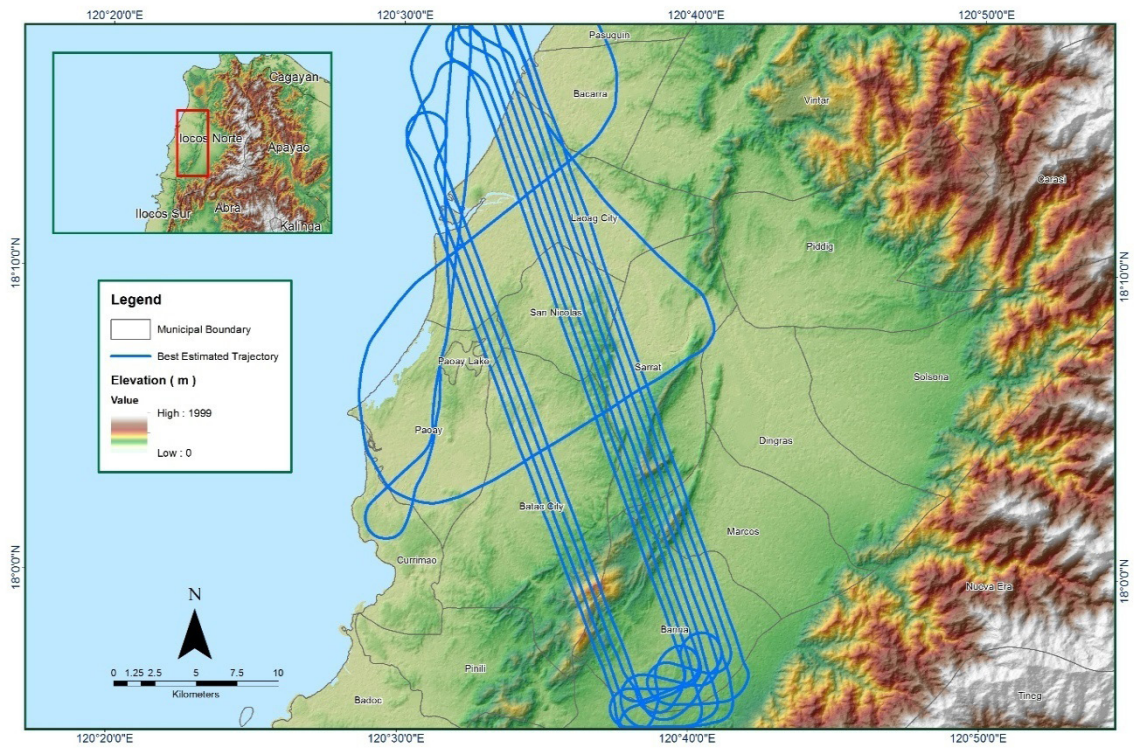 120°20'0"E
120°30'0"E
120°40'0"E
120°50'0"E
Pasuquin
Bacarra
Vintar
Cagayan
Ilocos Norte
Apayao
Ilocos Sur
Abra
Kalinga
Carasi
Laoag City
Piddig
18°10'0"N
18°10'0"N
Legend
Municipal Boundary
Best Estimated Trajectory
Elevation ( m )
Value
High : 1999
Low : 0
San Nicolas
Paoay Lake
Sarrat
Solsona
Paoay
Dingras
Batac City
Marcos
Currimao
18°0'0"N
18°0'0"N
Nueva Era
N
Banna
Pinili
Badoc
Tineg
0 1.25 2.5 5 7.5 10
Kilometers
120°20'0"E
120°30'0"E
120°40'0"E
120°50'0"E